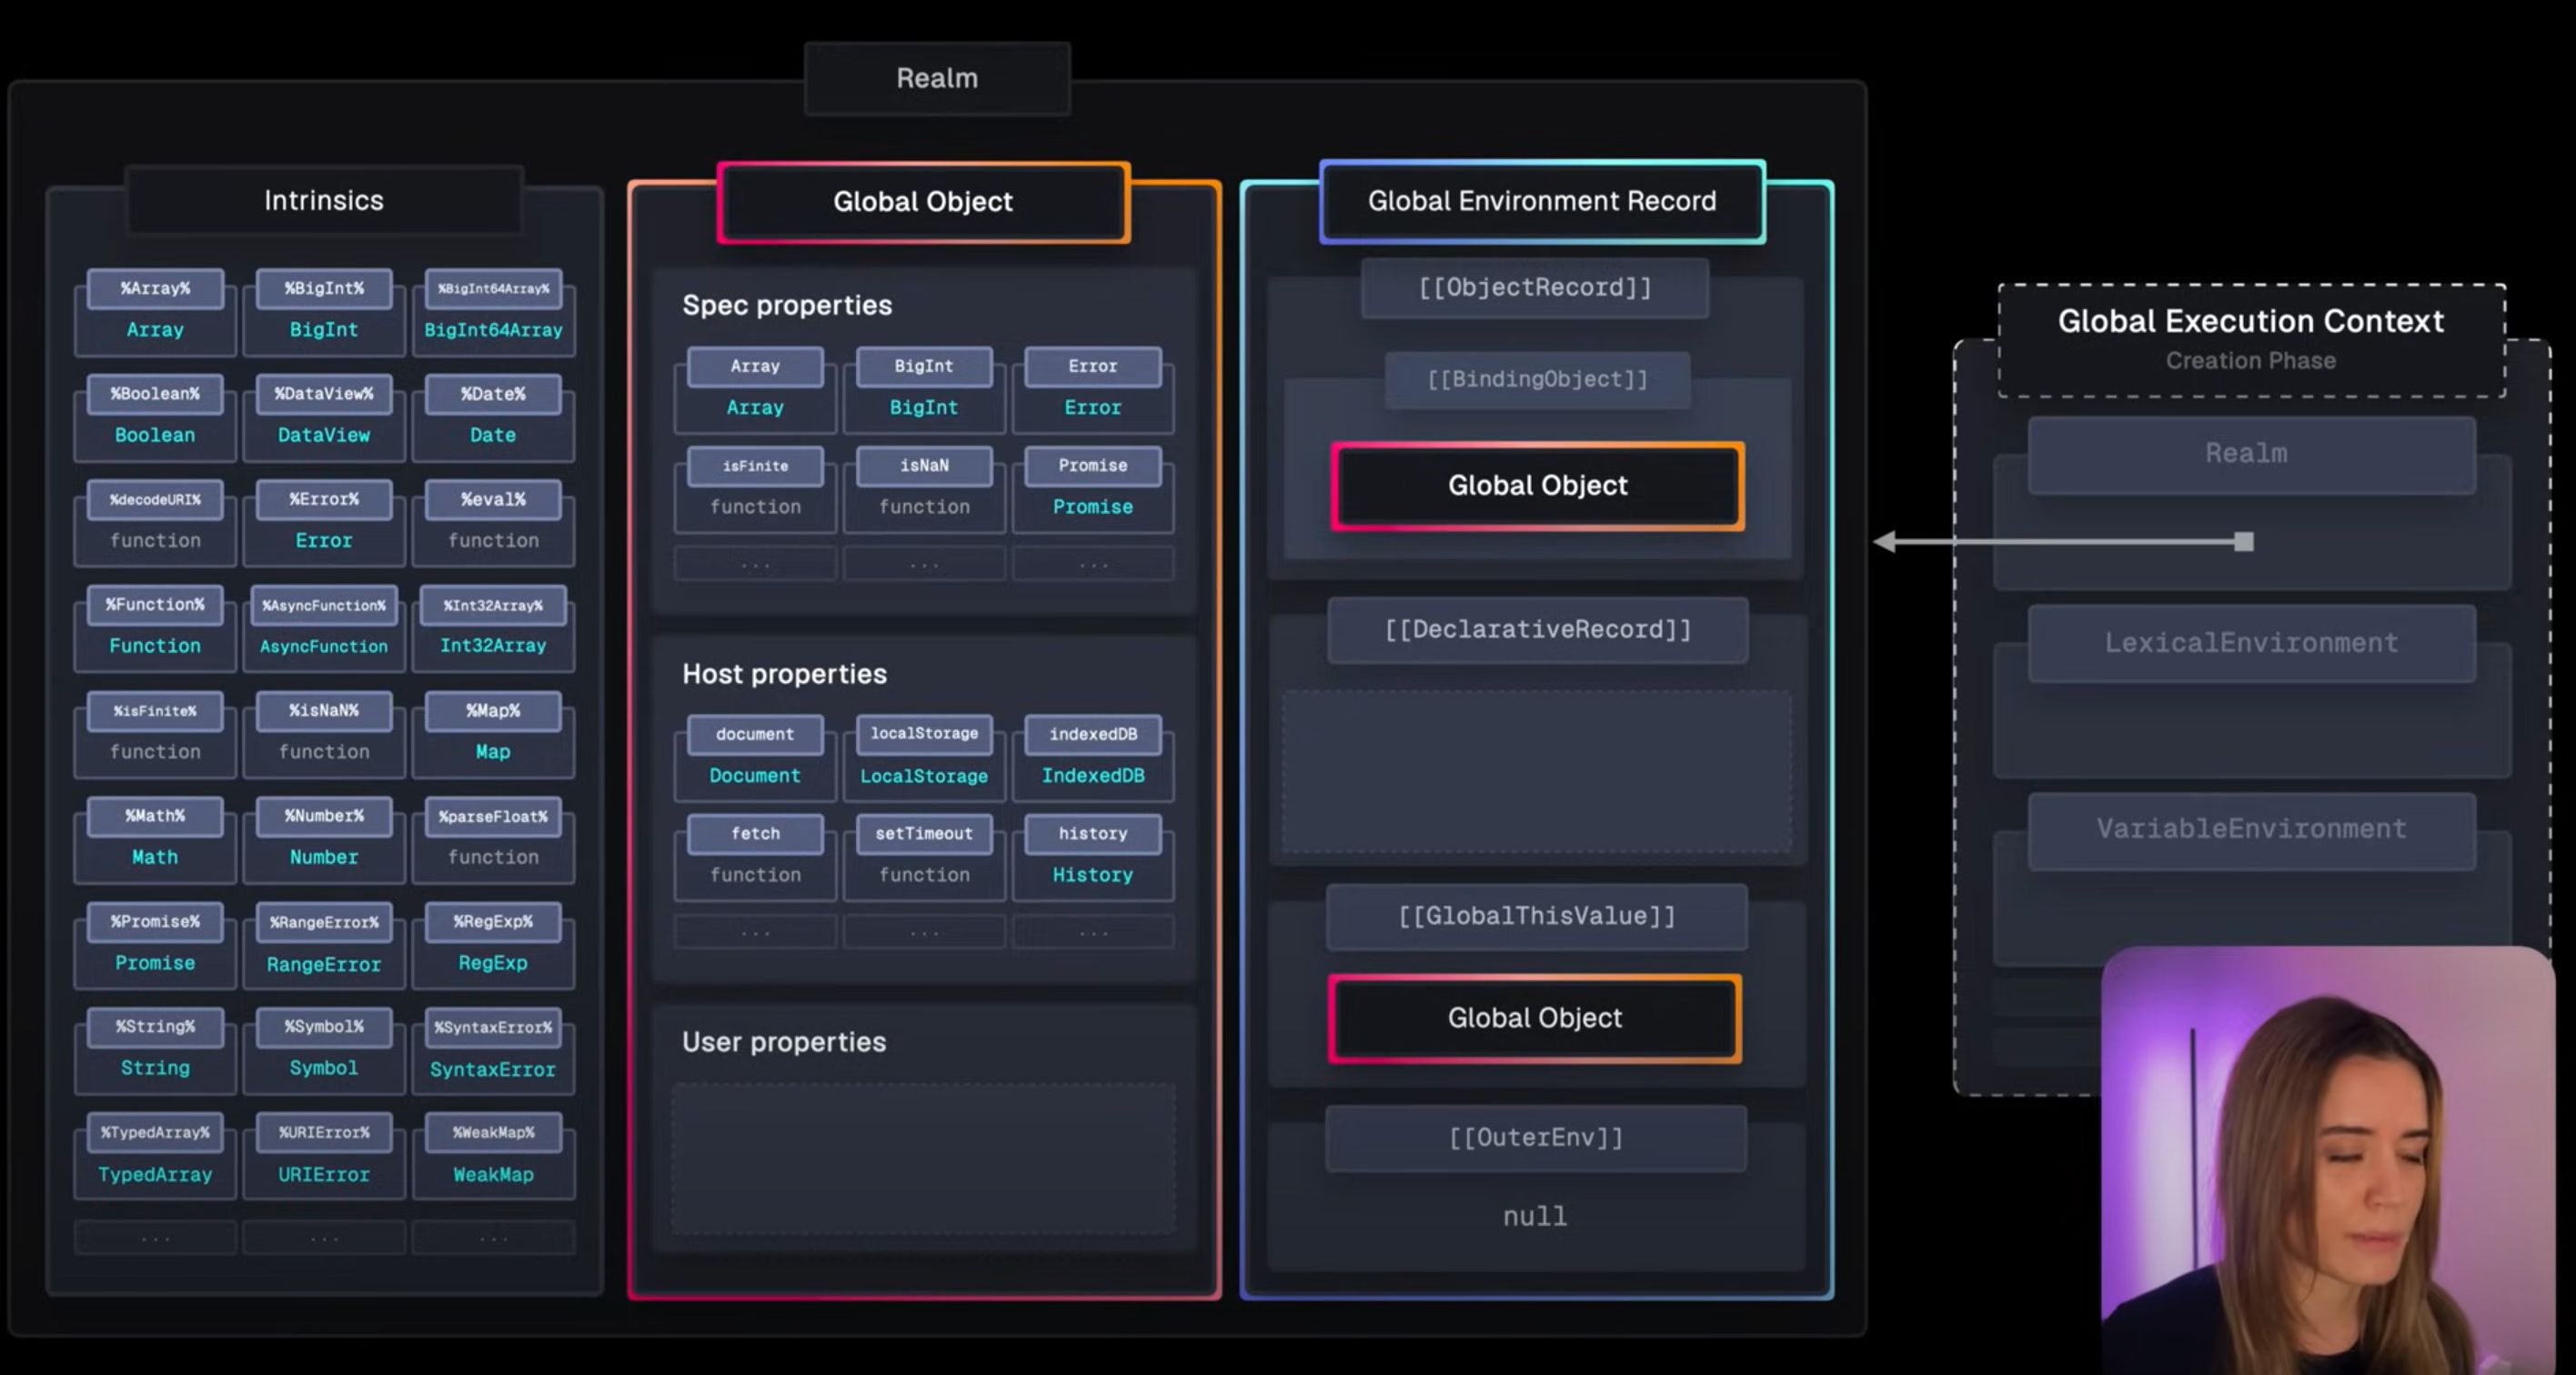 Realm
Intrinsics
%Array%
Array
%BigInt%
BigInt
%BigInt64Array%
BigInt64Array
%Boolean%
Boolean
%DataView%
DataView
%Date%
Date
%decodeURI%
function
%Error%
Error
%eval%
function
%Function%
Function
%AsyncFunction%
AsyncFunction
%Int32Array%
Int32Array
%isFinite%
function
%isNaN%
function
%Map%
Map
%Math%
Math
%Number%
Number
%parseFloat%
function
%Promise%
Promise
%RangeError%
RangeError
%RegExp%
RegExp
%String%
String
%Symbol%
Symbol
%SyntaxError%
SyntaxError
%TypedArray%
TypedArray
%URIError%
URIError
%WeakMap%
WeakMap
...
...
...
Global Object
Spec properties
Array
Array
BigInt
BigInt
Error
Error
isFinite
function
isNaN
function
Promise
Promise
...
...
...
Host properties
document
Document
localStorage
LocalStorage
indexedDB
IndexedDB
fetch
function
setTimeout
function
history
History
...
...
...
User properties
Global Environment Record
[[ObjectRecord]]
[[BindingObject]]
Global Object
[[DeclarativeRecord]]
[[GlobalThisValue]]
Global Object
[[OuterEnv]]
null
Global Execution Context
Creation Phase
Realm
LexicalEnvironment
VariableEnvironment